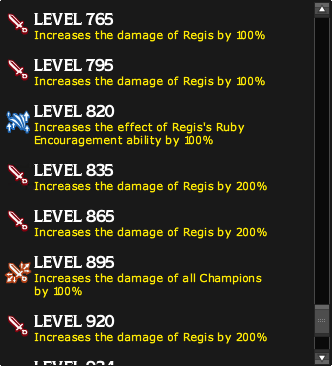 LEVEL 765
Increases the damage of Regis by 100%
LEVEL 795
Increases the damage of Regis by 100%
LEVEL 820
Increases the effect of Regis's Ruby
Encouragement ability by 100%
LEVEL 835
Increases the damage of Regis by 200%
LEVEL 865
Increases the damage of Regis by 200%
LEVEL 895
Increases the damage of all Champions
by 100%
LEVEL 920
Increases the damage of Regis by 200%
LEVEL